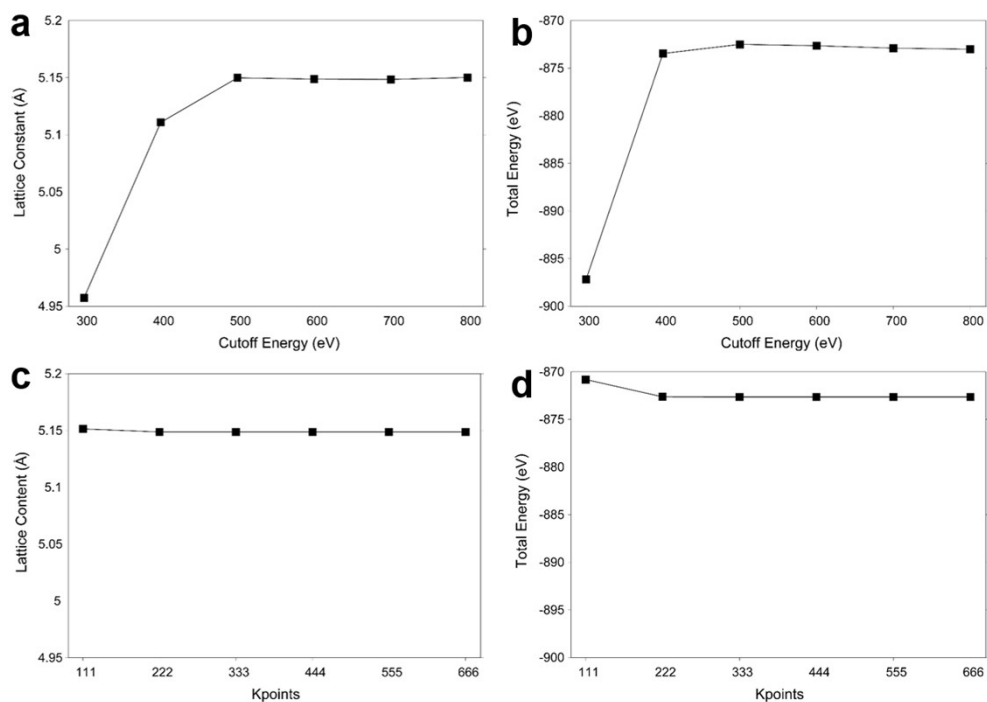 a
5.2
5.15
5.1
5.05
5
4.95
Lattice Constant (Å)
300 400 500 600 700 800
Cutoff Energy (eV)
b
-870
-875
-880
-885
-890
-895
-900
Total Energy (eV)
300 400 500 600 700 800
Cutoff Energy (eV)
c
5.2
5.15
5.1
5.05
5
4.95
Lattice Content (Å)
111 222 333 444 555 666
Kpoints
d
-870
-875
-880
-885
-890
-895
-900
Total Energy (eV)
111 222 333 444 555 666
Kpoints